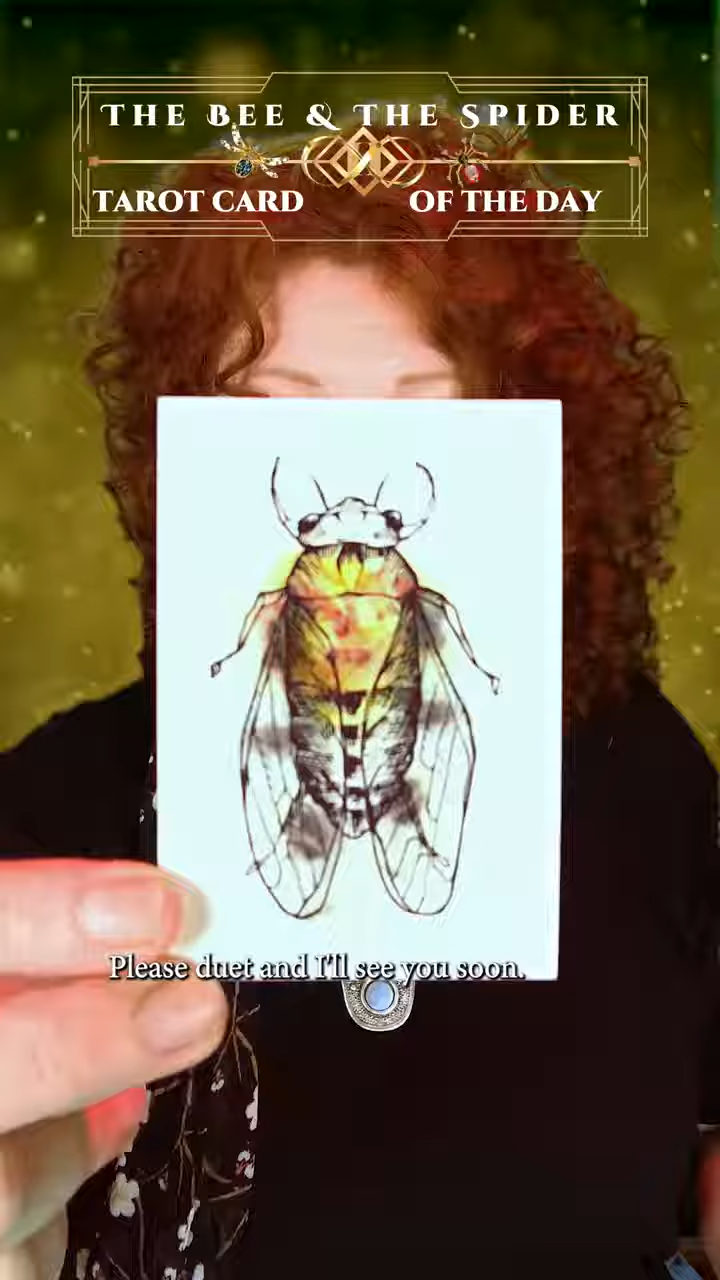 THE BEE & THE SPIDER
TAROT CARD OF THE DAY
Please duet and I'll see you soon.